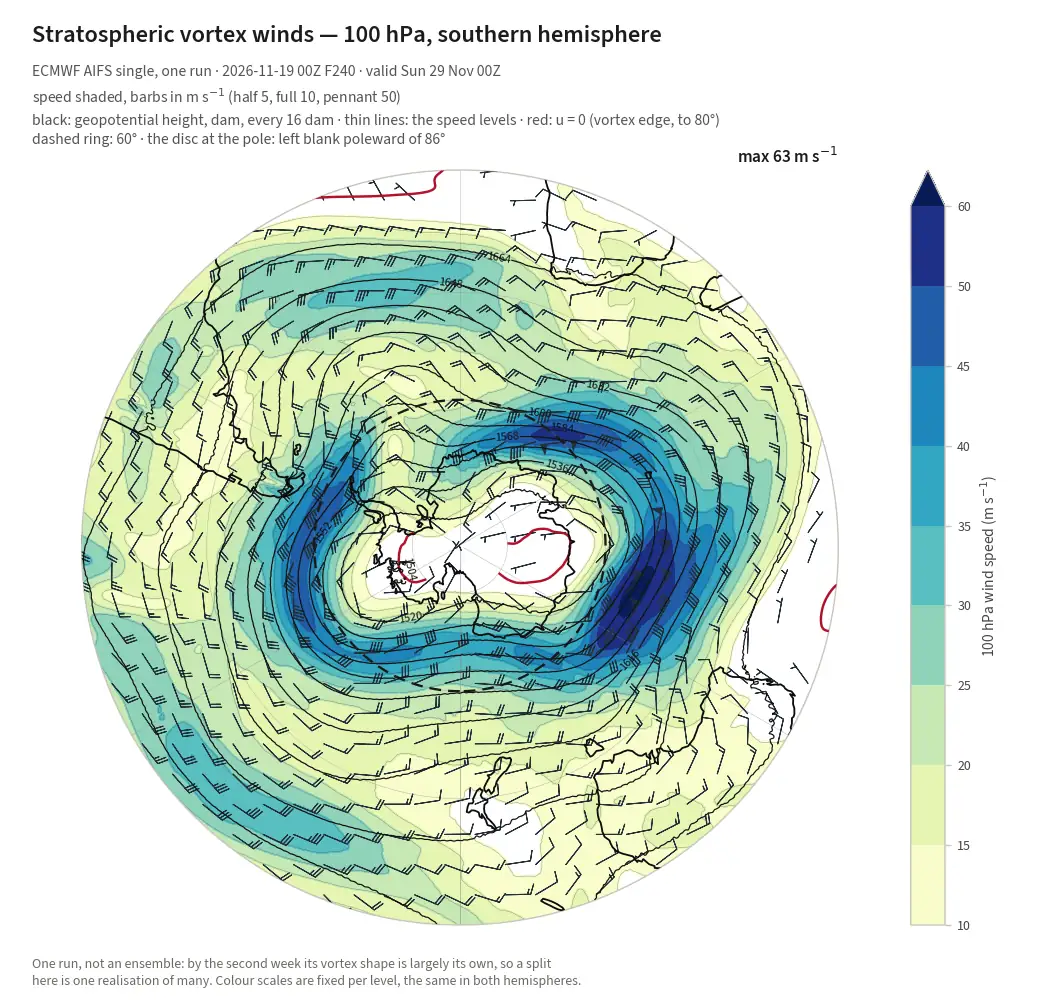 Stratospheric vortex winds — 100 hPa, southern hemisphere
ECMWF AIFS single, one run · 2026-11-19 00Z F240 · valid Sun 29 Nov 00Z
speed shaded, barbs in m s⁻¹ (half 5, full 10, pennant 50)
black: geopotential height, dam, every 16 dam · thin lines: the speed levels · red: u = 0 (vortex edge, to 80°)
dashed ring: 60° · the disc at the pole: left blank poleward of 86°
max 63 m s⁻¹
60
50
45
40
35
30
25
20
15
10
100 hPa wind speed (m s⁻¹)
1664
1648
1632
1600
1584
1568
1536
1552
1504
1520
1616
One run, not an ensemble: by the second week its vortex shape is largely its own, so a split
here is one realisation of many. Colour scales are fixed per level, the same in both hemispheres.